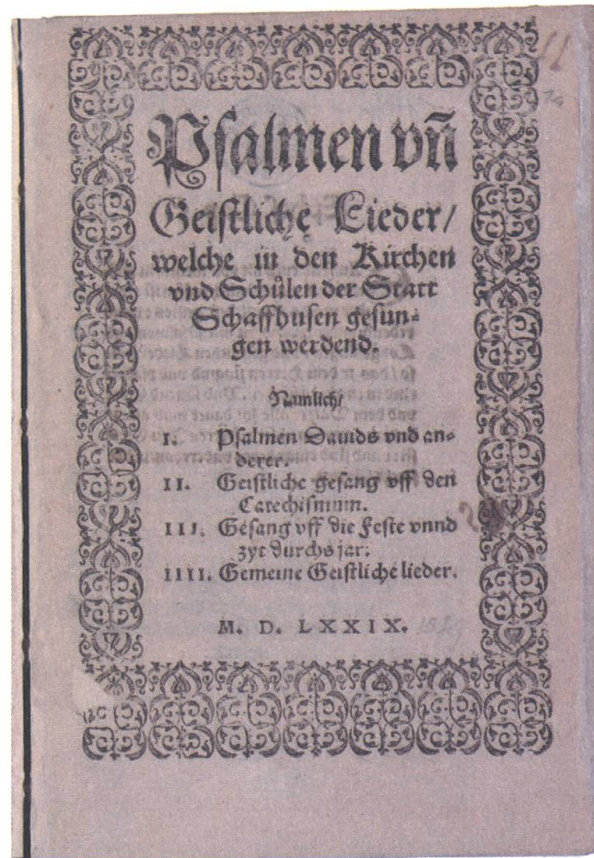 Psalmen vñ
Geistliche Lieder/
welche in den Kirchen
vnd Schůlen der Statt
Schaffhusen gesun⸗
gen werdend.
Namlich/
I. Psalmen Dauids vnd an⸗
derer.
II. Geistliche gesang vff den
Catechismum.
III. Gesang vff die Feste vnnd
zyt durchs jar.
IIII. Gemeine Geistliche lieder.
M. D. LXXIX.